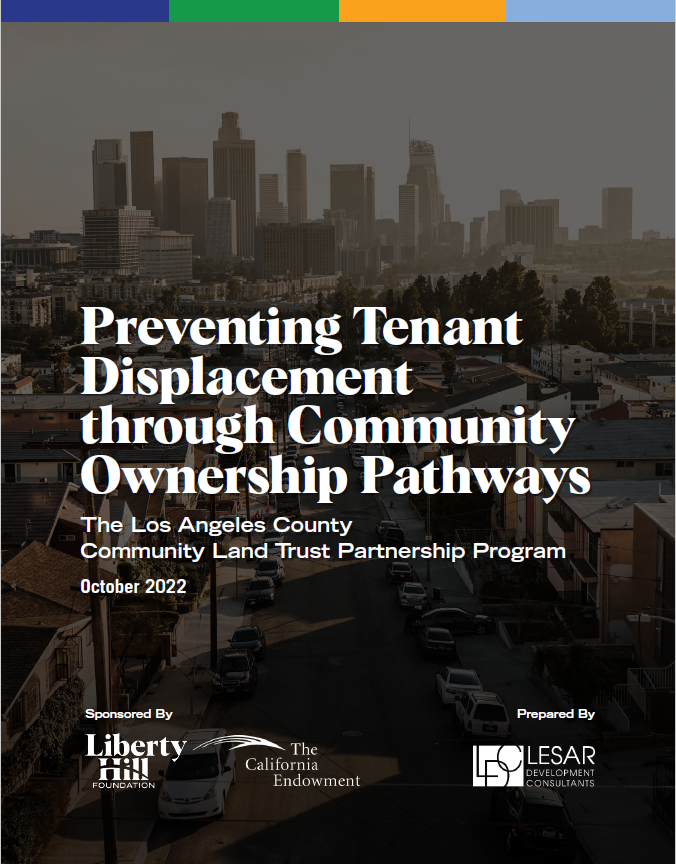 Preventing Tenant
Displacement
through Community
Ownership Pathways
The Los Angeles County
Community Land Trust Partnership Program
October 2022
Sponsored By
Liberty
Hill
FOUNDATION
The
California
Endowment
Prepared By
LDC
LESAR
DEVELOPMENT
CONSULTANTS